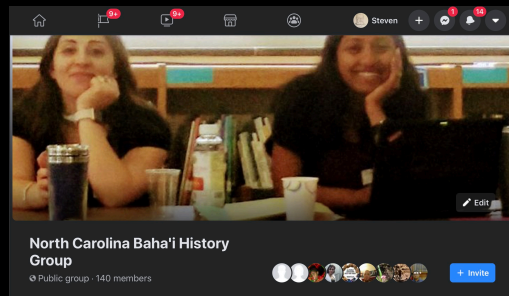 9+
9+
Steven
1
14
Edit
North Carolina Baha'i History
Group
Public group · 140 members
+ Invite